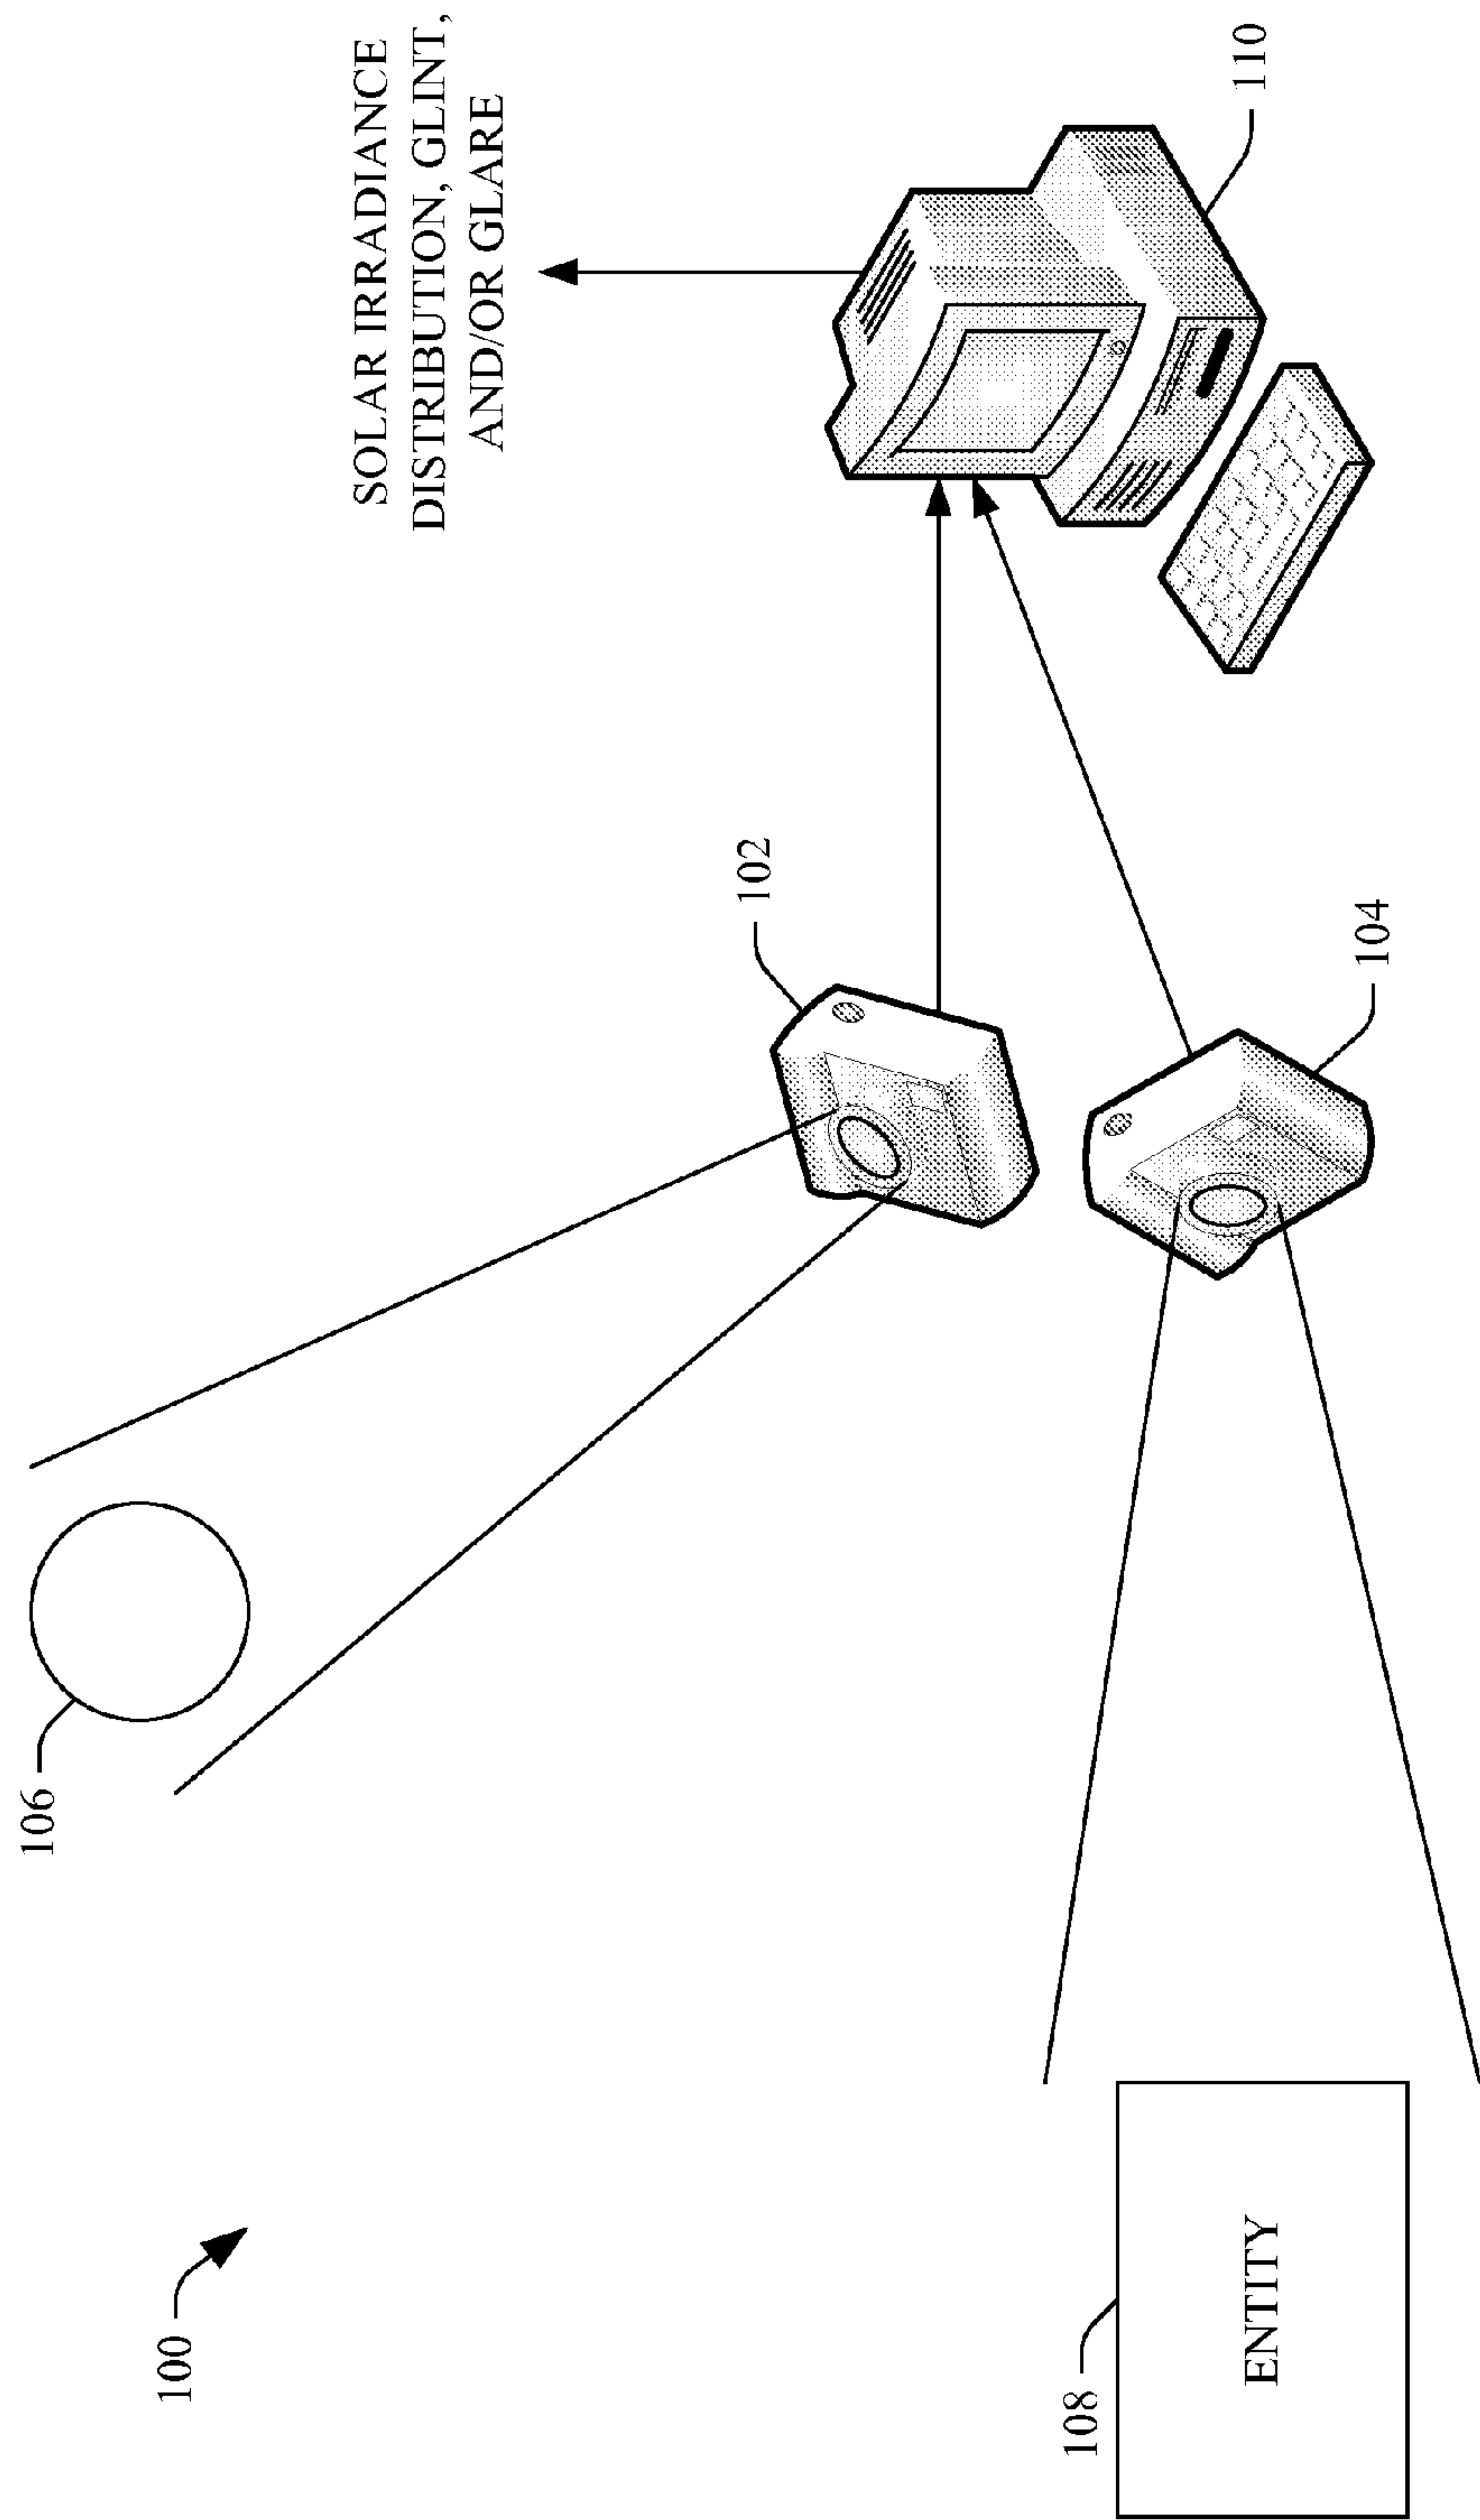 100
106
SOLAR IRRADIANCE
DISTRIBUTION, GLINT,
AND/OR GLARE
102
108
ENTITY
104
110